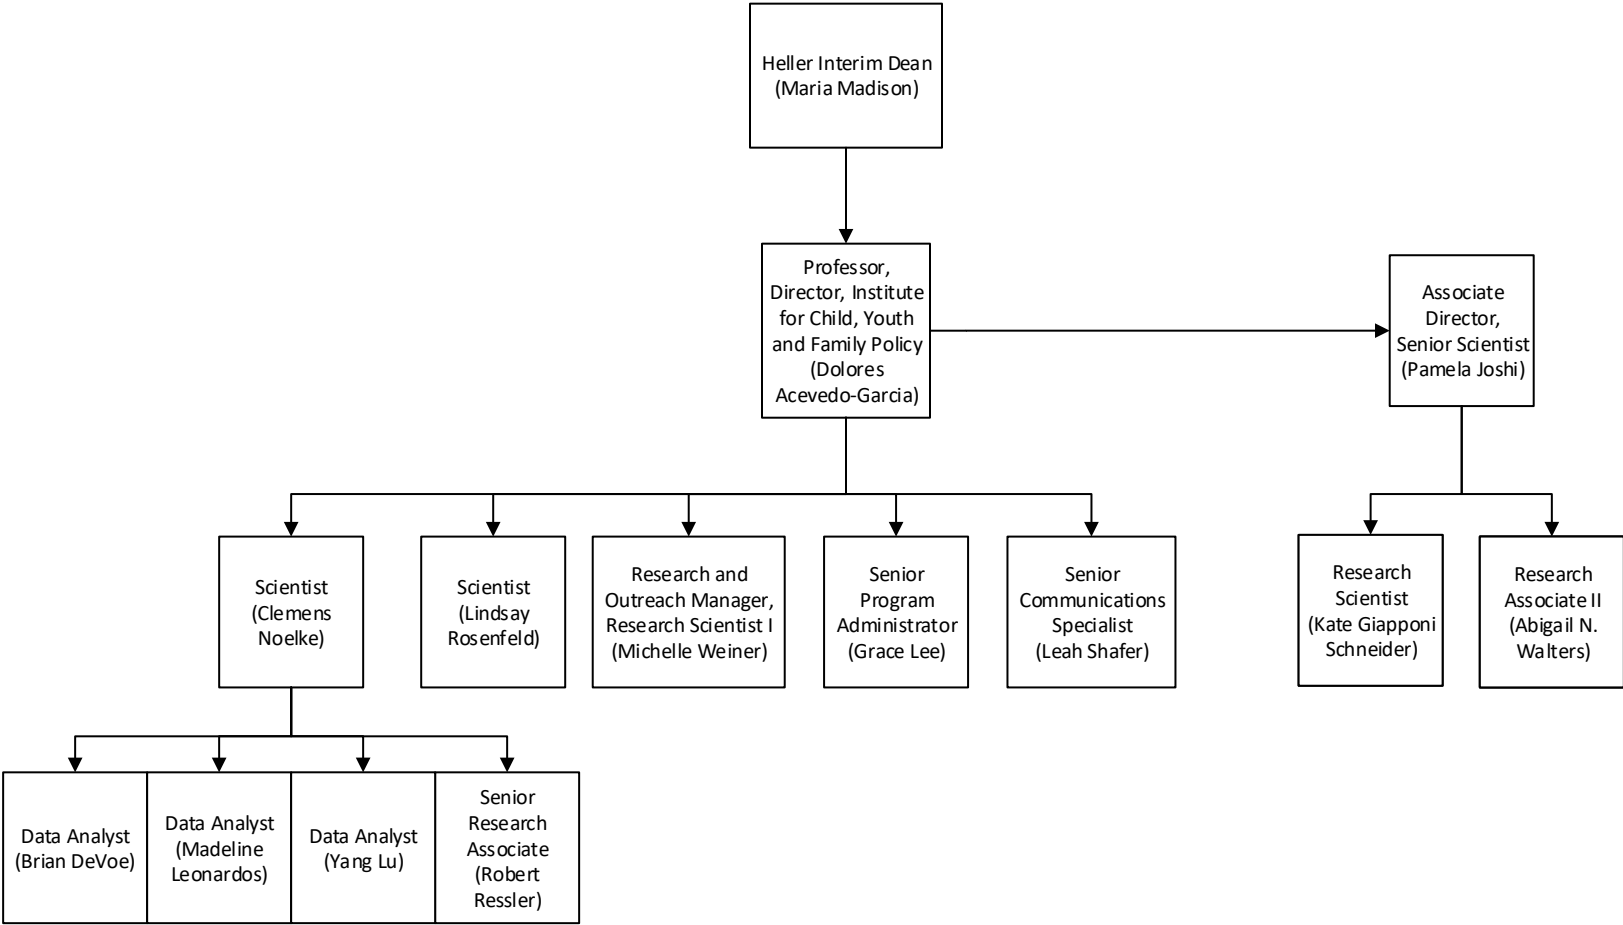 Heller Interim Dean
(Maria Madison)
Professor,
Director, Institute
for Child, Youth
and Family Policy
(Dolores
Acevedo-Garcia)
Associate
Director,
Senior Scientist
(Pamela Joshi)
Scientist
(Clemens
Noelke)
Scientist
(Lindsay
Rosenfeld)
Research and
Outreach Manager,
Research Scientist I
(Michelle Weiner)
Senior
Program
Administrator
(Grace Lee)
Senior
Communications
Specialist
(Leah Shafer)
Research
Scientist
(Kate Giapponi
Schneider)
Research
Associate II
(Abigail N.
Walters)
Data Analyst
(Brian DeVoe)
Data Analyst
(Madeline
Leonardos)
Data Analyst
(Yang Lu)
Senior
Research
Associate
(Robert
Ressler)